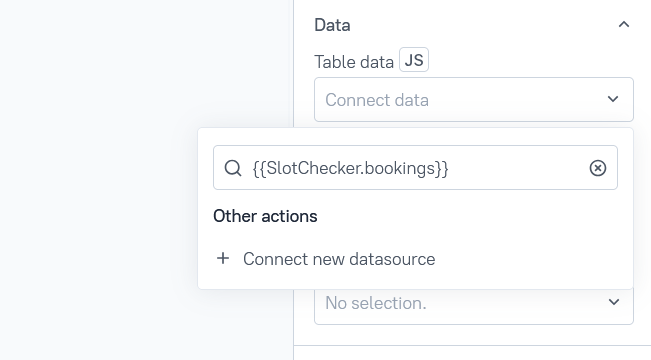 Data
Table data JS
Connect data
{{SlotChecker.bookings}}
Other actions
Connect new datasource
No selection.